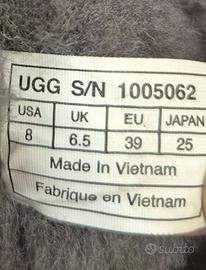 UGG S/N 1005062
USA UK EU JAPAN
8 6.5 39 25
Made In Vietnam
Fabrique en Vietnam
subito